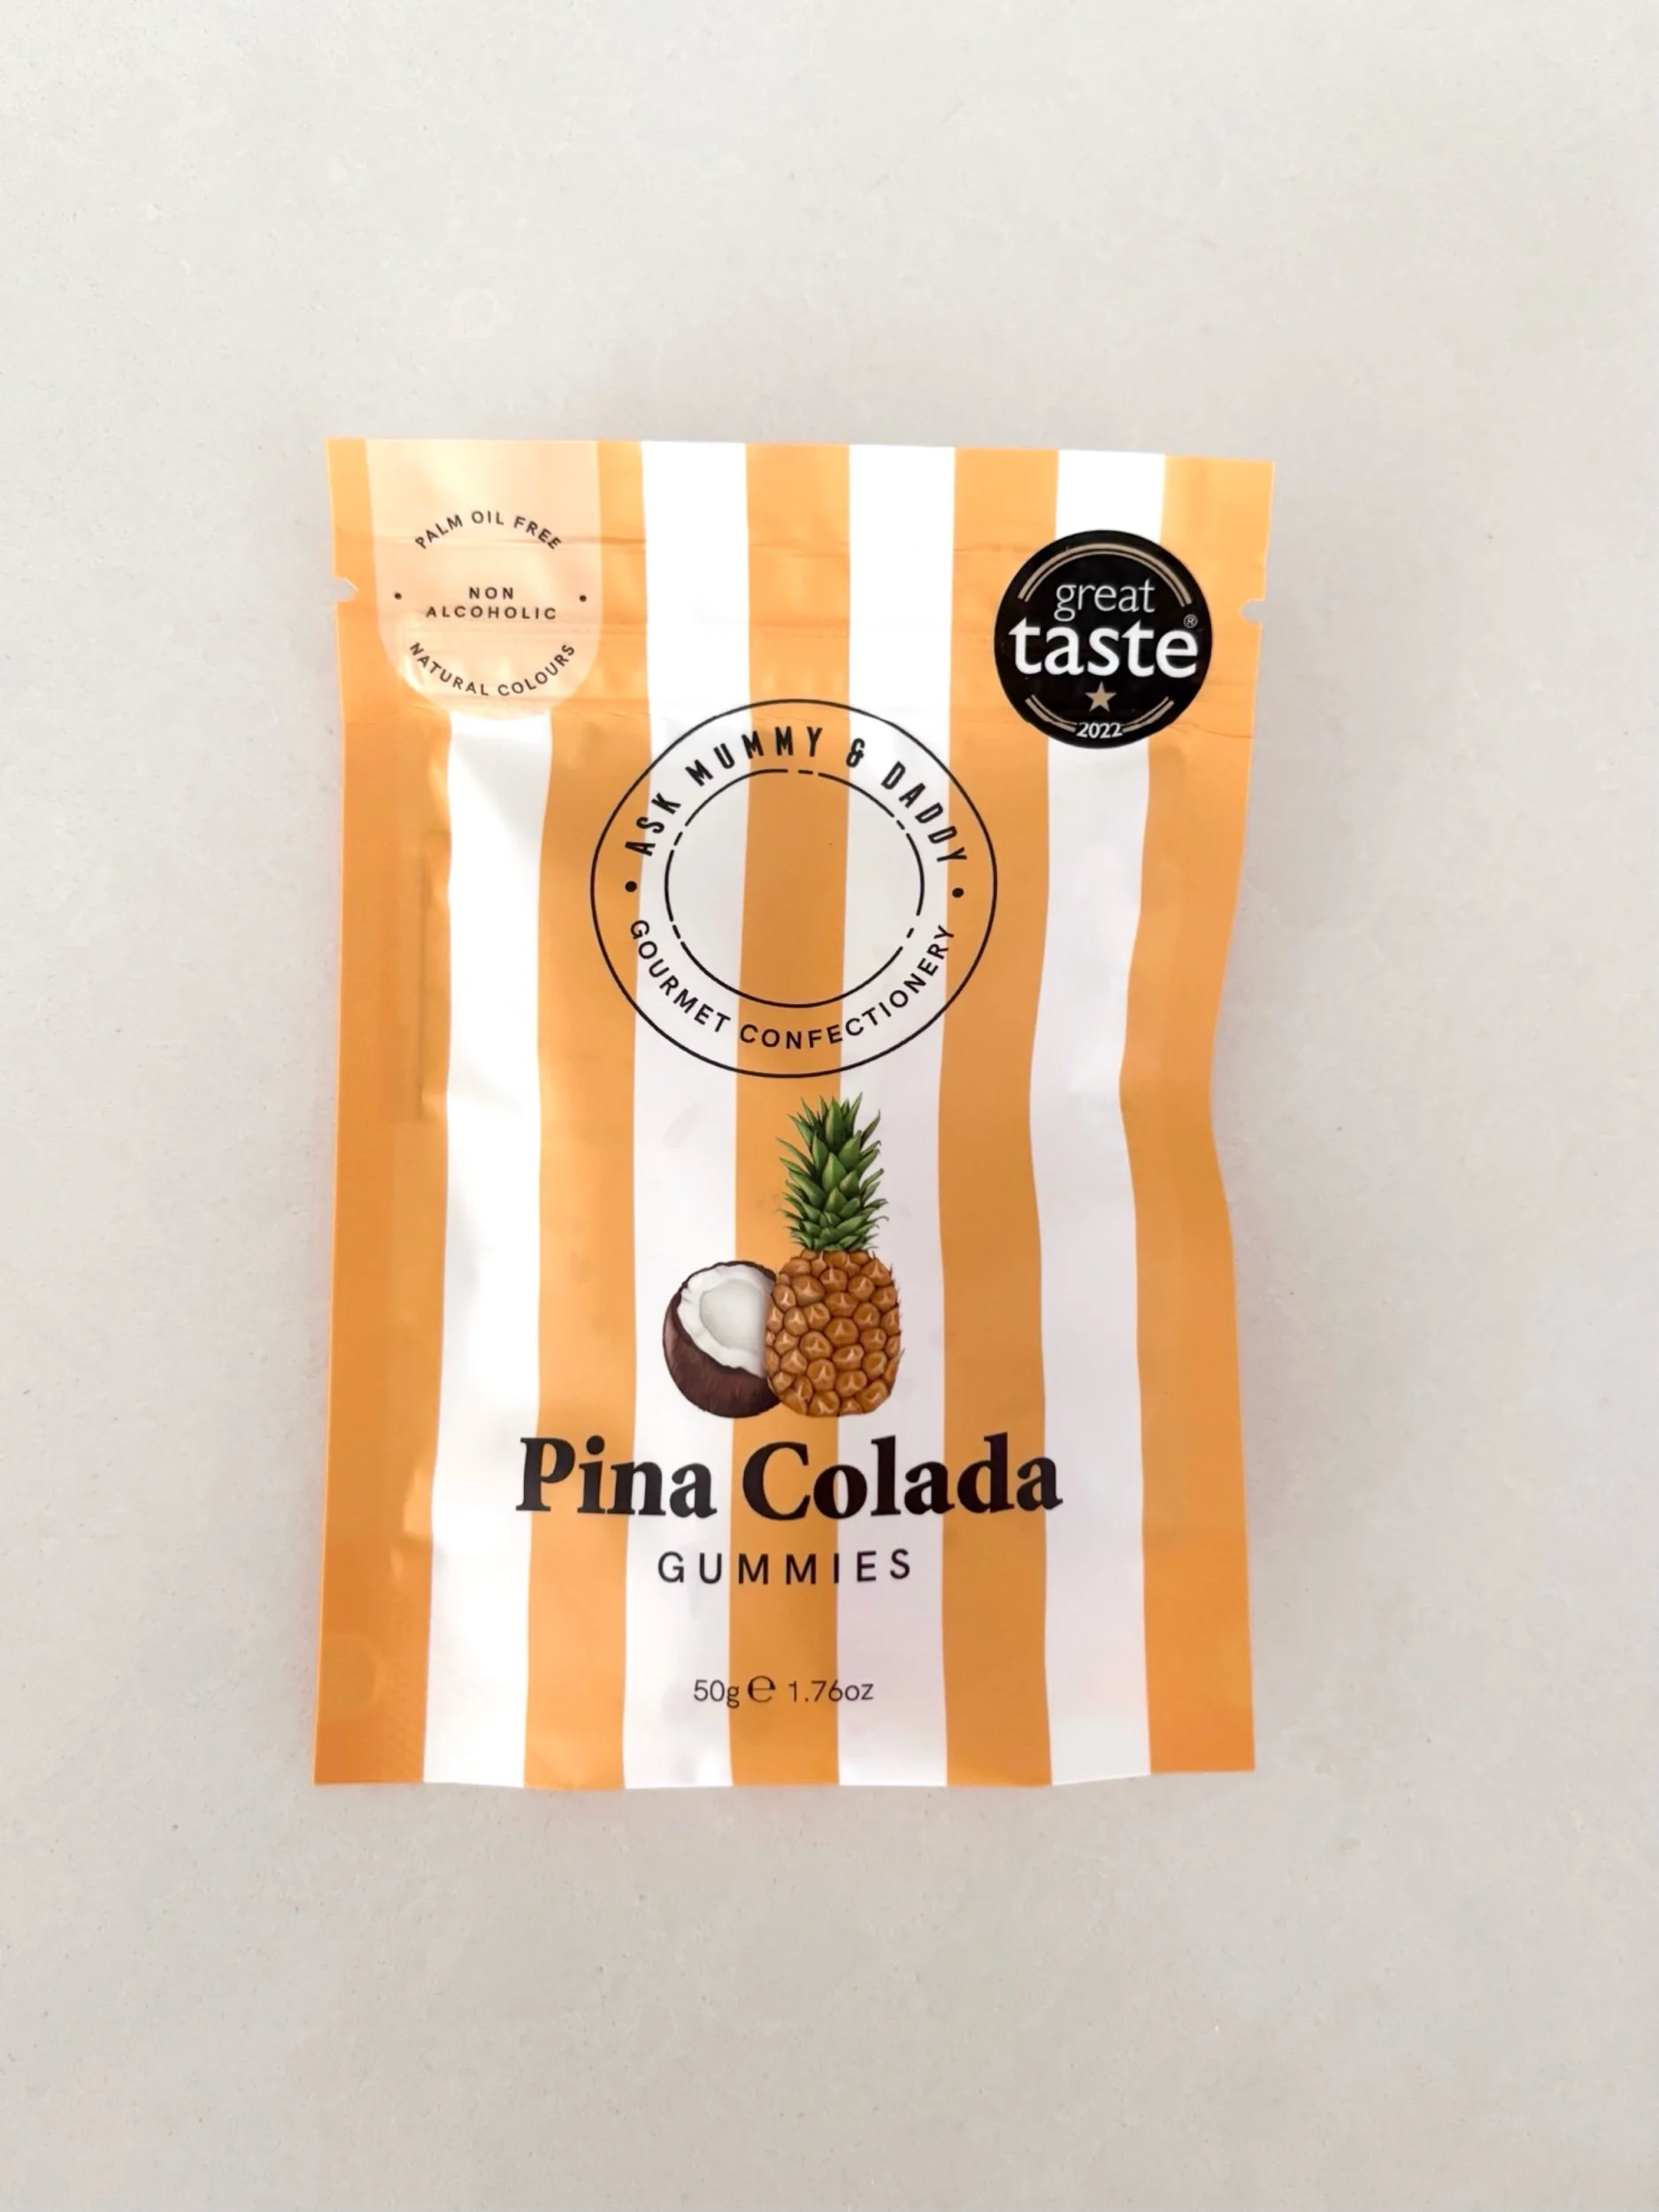 PALM OIL FREE
NON
ALCOHOLIC
NATURAL COLOURS
great
taste®
2022
ASK MUMMY & DADDY
GOURMET CONFECTIONERY
Pina Colada
GUMMIES
50g ℮ 1.76oz